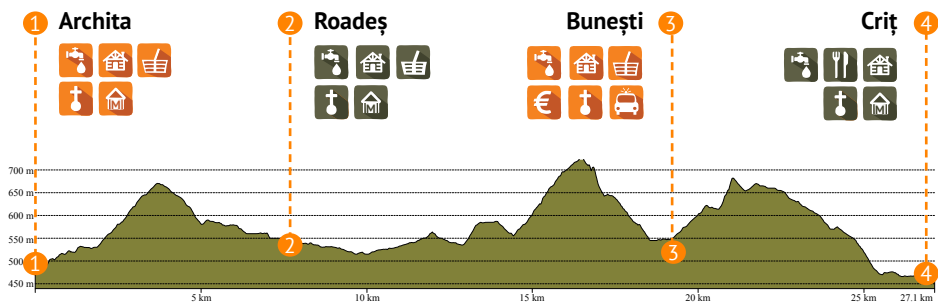 1 Archita
2 Roadeș
Bunești 3
Criț 4
M
M
€
M
700 m
650 m
600 m
550 m
500 m
450 m
1
2
3
4
5 km
10 km
15 km
20 km
25 km
27.1 km